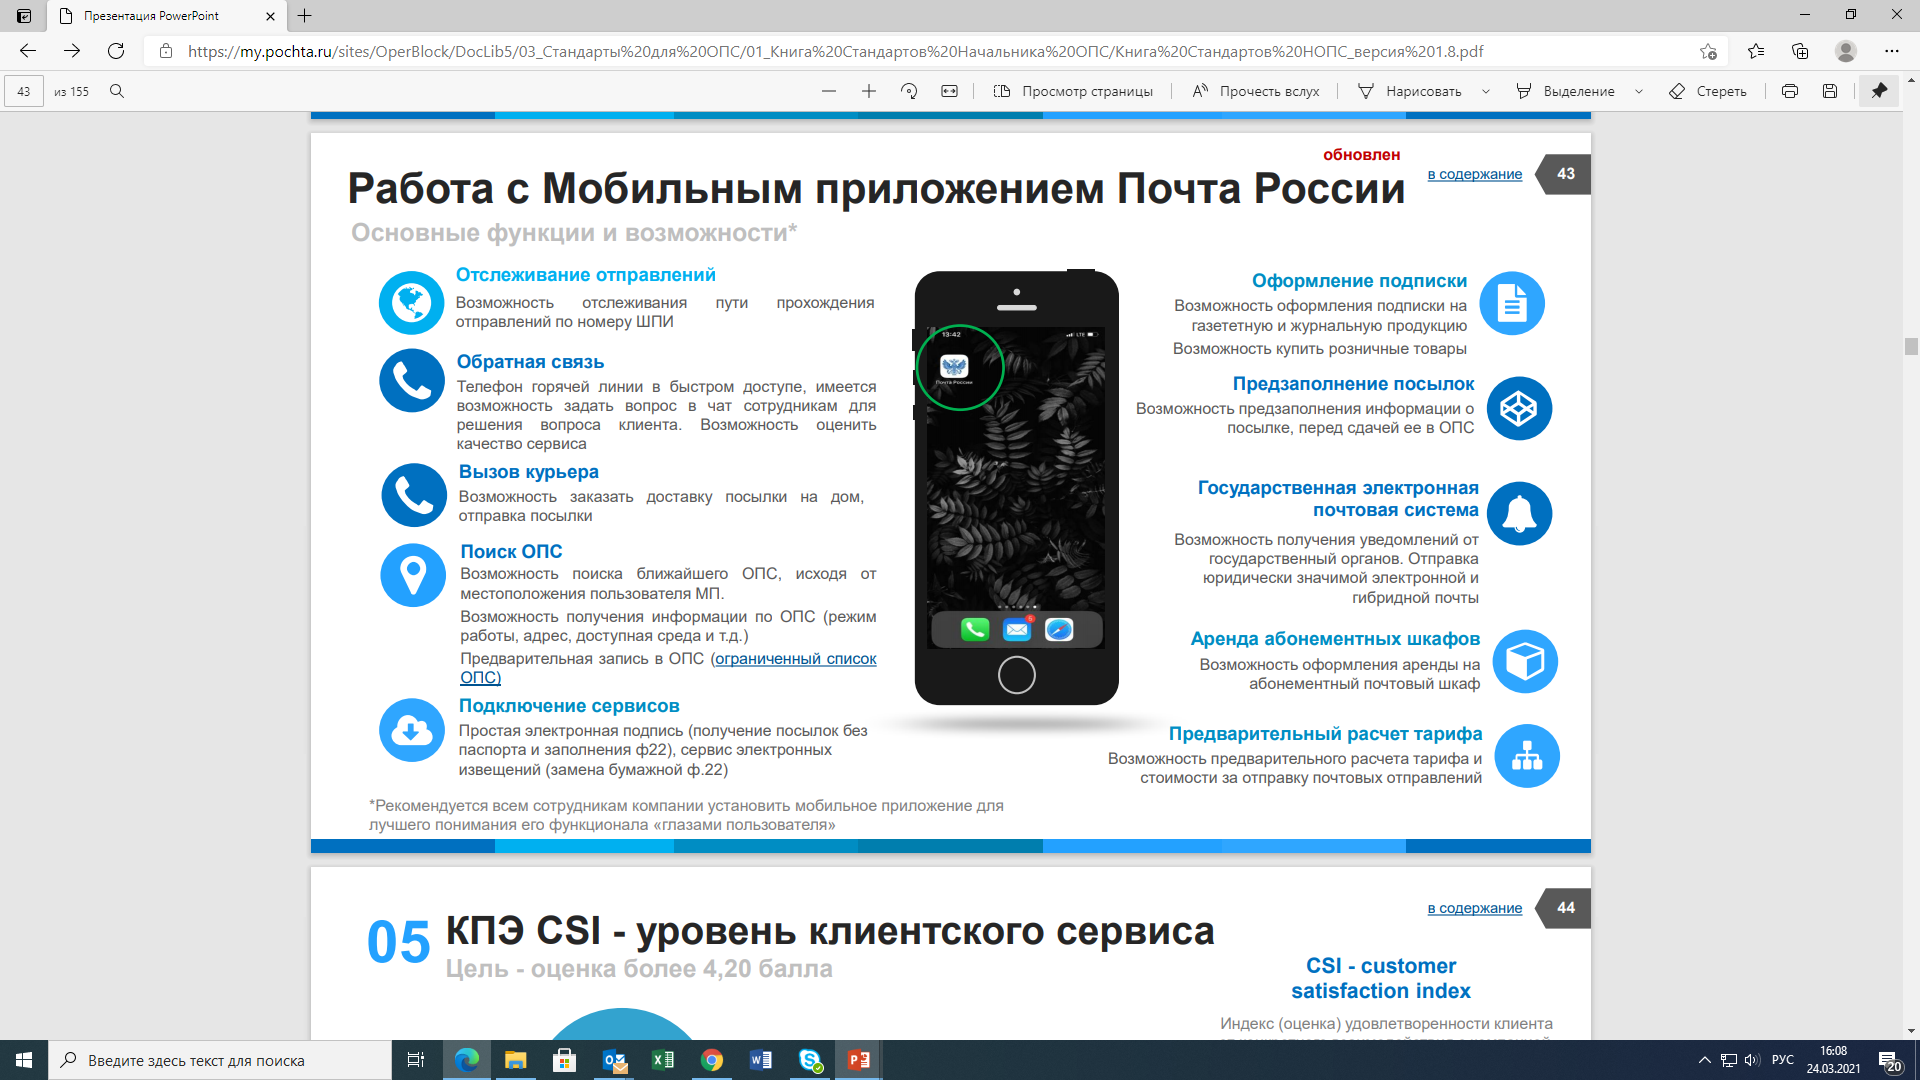 Презентация PowerPoint
https://my.pochta.ru/sites/OperBlock/DocLib5/03_Стандарты%20для%20ОПС/01_Книга%20Стандартов%20Начальника%20ОПС/Книга%20Стандартов%20НОПС_версия%201.8.pdf
43 из 155
Просмотр страницы
Прочесть вслух
Нарисовать
Выделение
Стереть
обновлен
в содержание
43
Работа с Мобильным приложением Почта России
Основные функции и возможности*
Отслеживание отправлений
Возможность отслеживания пути прохождения
отправлений по номеру ШПИ
Обратная связь
Телефон горячей линии в быстром доступе, имеется
возможность задать вопрос в чат сотрудникам для
решения вопроса клиента. Возможность оценить
качество сервиса
Вызов курьера
Возможность заказать доставку посылки на дом,
отправка посылки
Поиск ОПС
Возможность поиска ближайшего ОПС, исходя от
местоположения пользователя МП.
Возможность получения информации по ОПС (режим
работы, адрес, доступная среда и т.д.)
Предварительная запись в ОПС (ограниченный список
ОПС)
Подключение сервисов
Простая электронная подпись (получение посылок без
паспорта и заполнения ф22), сервис электронных
извещений (замена бумажной ф.22)
13:42
LTE
Почта России
5
Оформление подписки
Возможность оформления подписки на
газететную и журнальную продукцию
Возможность купить розничные товары
Предзаполнение посылок
Возможность предзаполнения информации о
посылке, перед сдачей ее в ОПС
Государственная электронная
почтовая система
Возможность получения уведомлений от
государственный органов. Отправка
юридически значимой электронной и
гибридной почты
Аренда абонементных шкафов
Возможность оформления аренды на
абонементный почтовый шкаф
Предварительный расчет тарифа
Возможность предварительного расчета тарифа и
стоимости за отправку почтовых отправлений
*Рекомендуется всем сотрудникам компании установить мобильное приложение для
лучшего понимания его функционала «глазами пользователя»
в содержание
44
05
КПЭ CSI - уровень клиентского сервиса
Цель - оценка более 4,20 балла
CSI - customer
satisfaction index
Индекс (оценка) удовлетворенности клиента
Введите здесь текст для поиска
РУС
16:08
24.03.2021
20